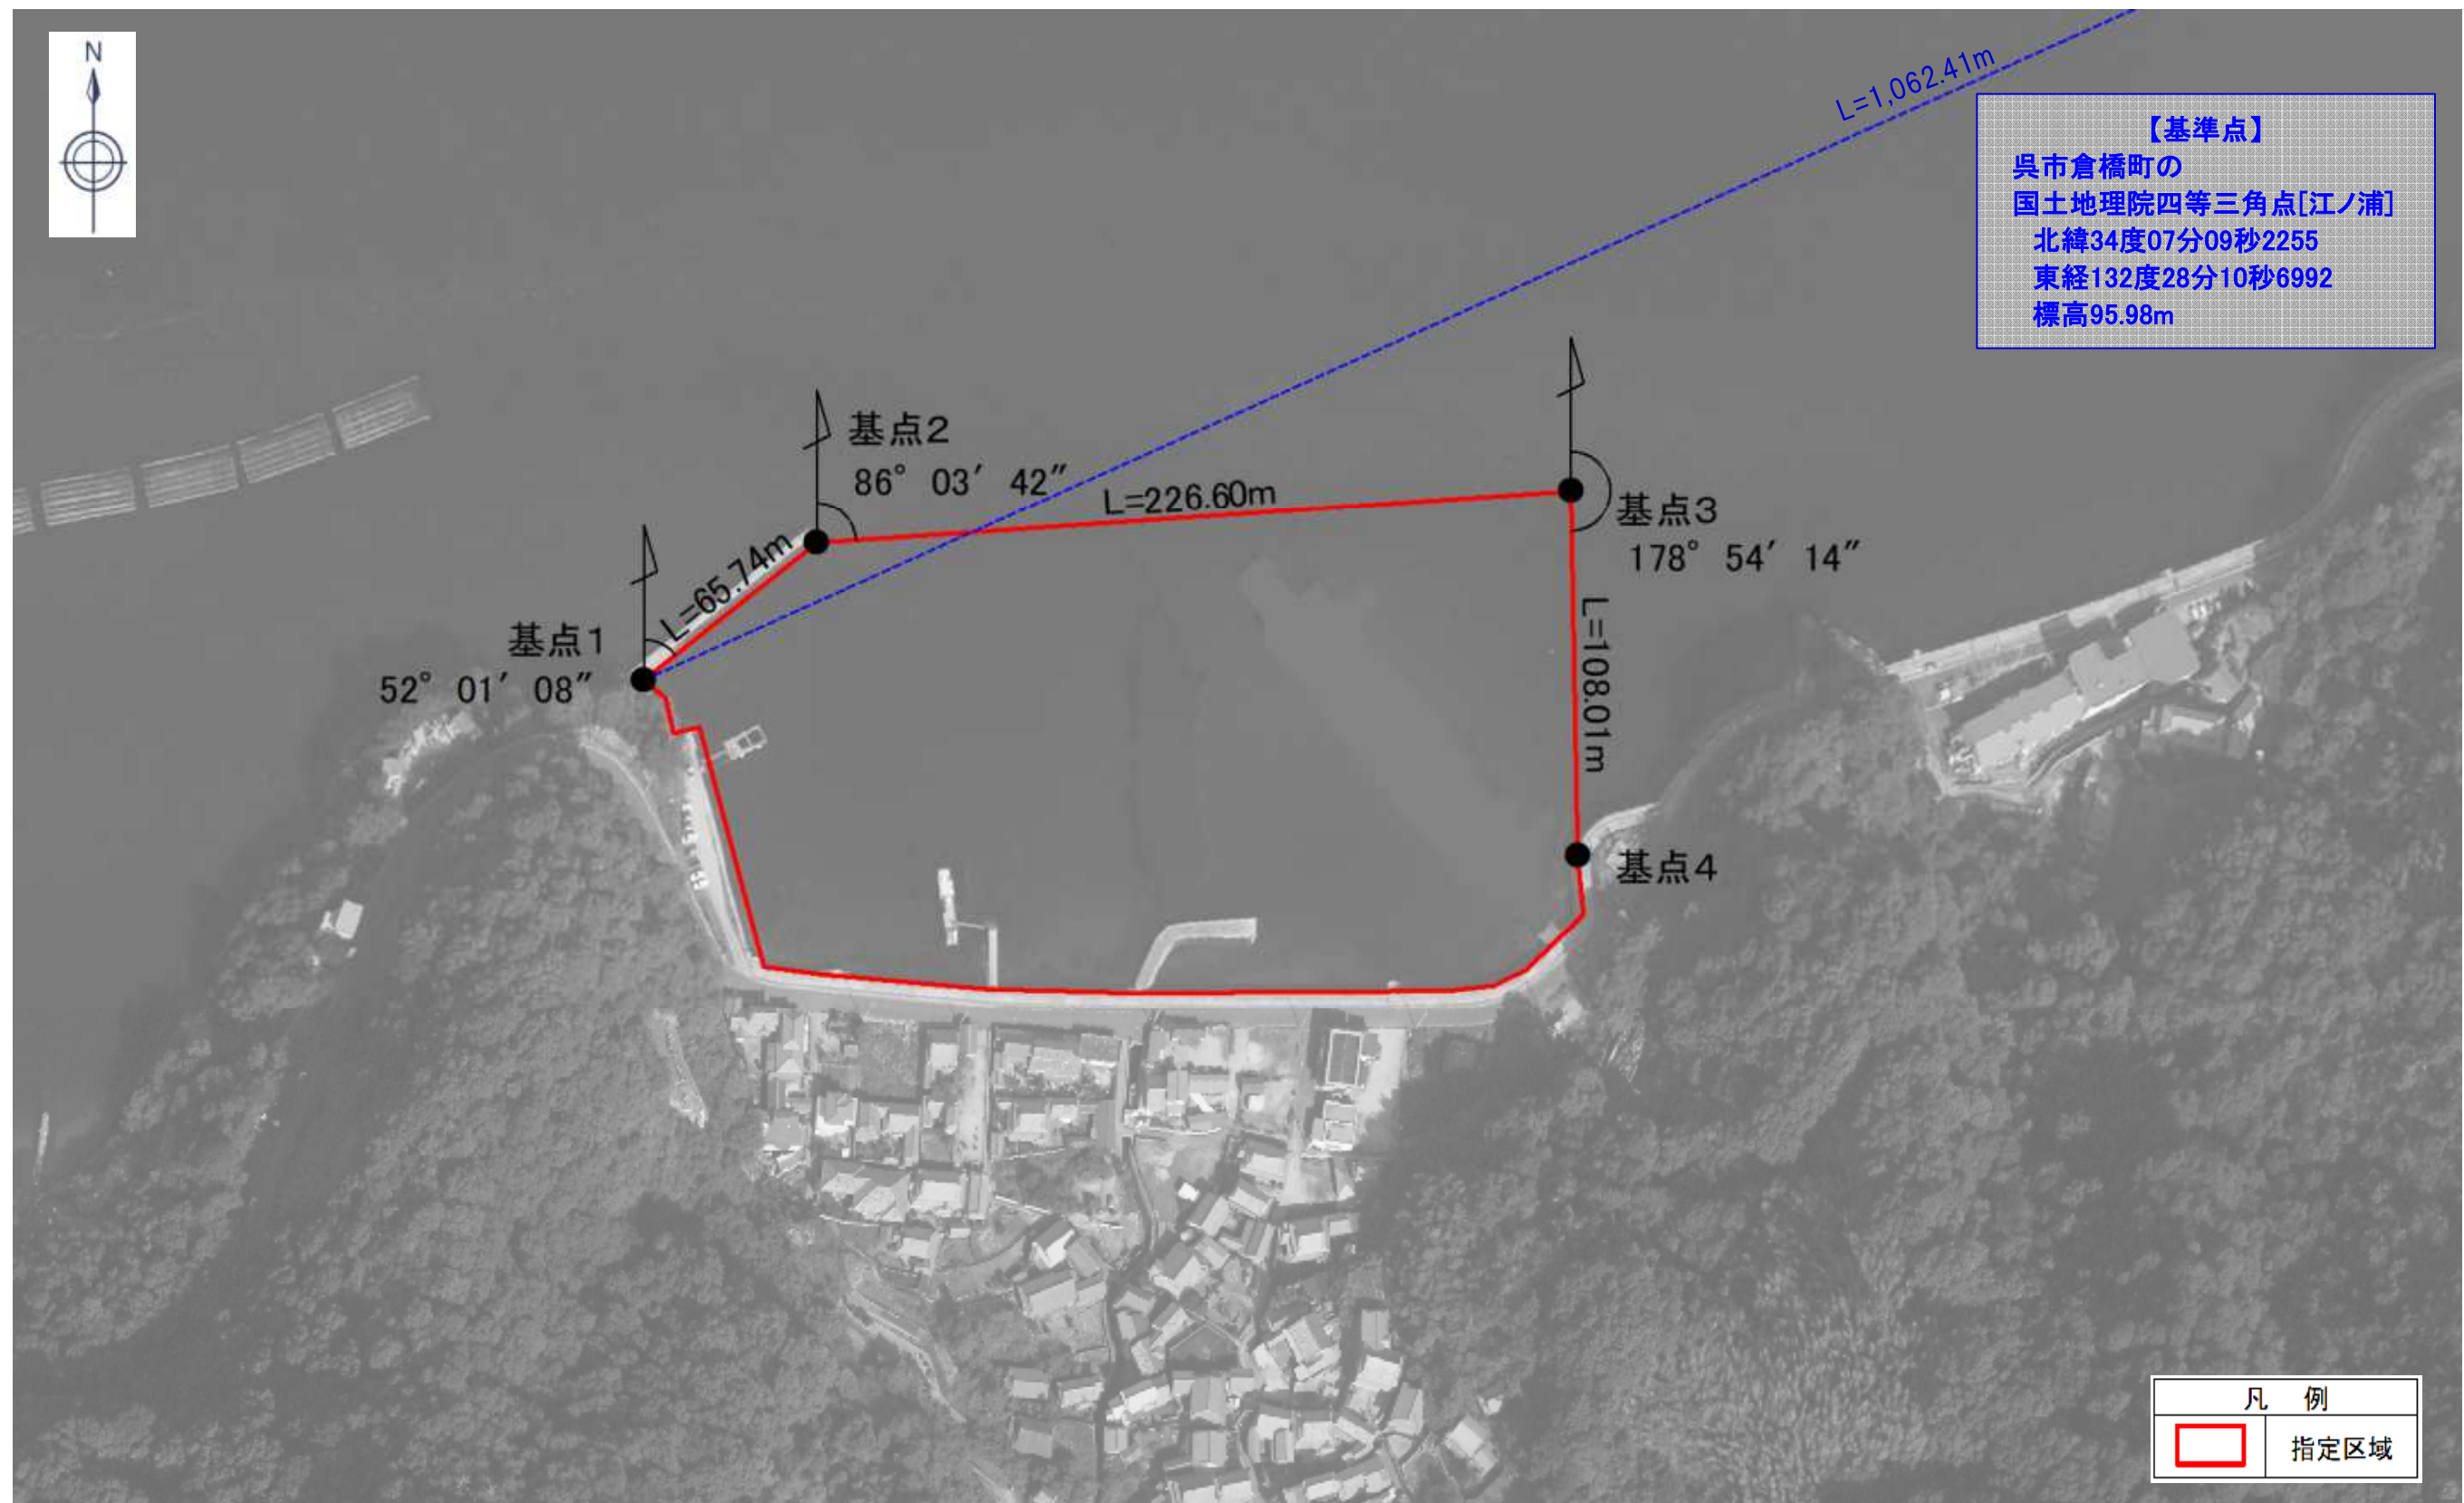 N
L=1,062.41m
【基準点】
呉市倉橋町の
国土地理院四等三角点[江ノ浦]
北緯34度07分09秒2255
東経132度28分10秒6992
標高95.98m
基点2
86° 03′ 42″
L=226.60m
基点3
178° 54′ 14″
L=65.74m
基点1
52° 01′ 08″
L=108.01m
基点4
凡 例
指定区域